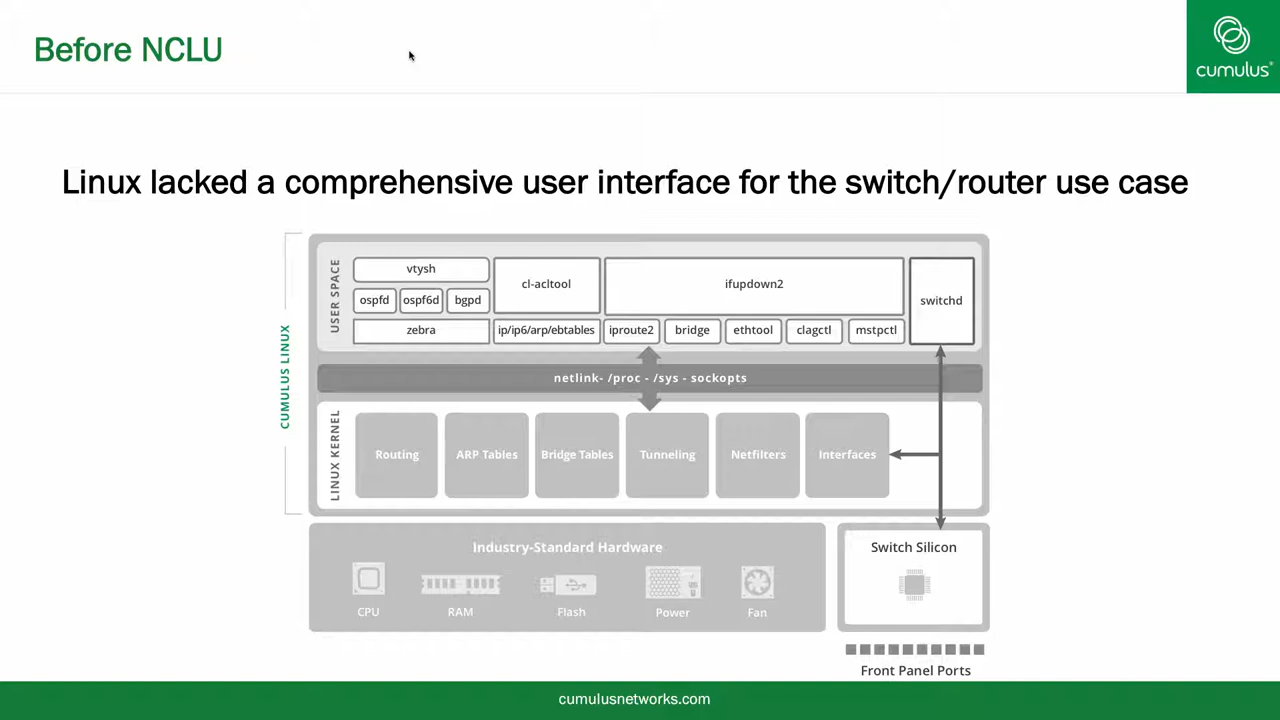 Before NCLU
cumulus®
Linux lacked a comprehensive user interface for the switch/router use case
CUMULUS LINUX
USER SPACE
vtysh
cl-acltool
ifupdown2
switchd
ospfd ospf6d bgpd
zebra ip/ip6/arp/ebtables iproute2 bridge ethtool clagctl mstpctl
netlink- /proc - /sys - sockopts
LINUX KERNEL
Routing ARP Tables Bridge Tables Tunneling Netfilters Interfaces
Industry-Standard Hardware
CPU RAM Flash Power Fan
Switch Silicon
Front Panel Ports
cumulusnetworks.com